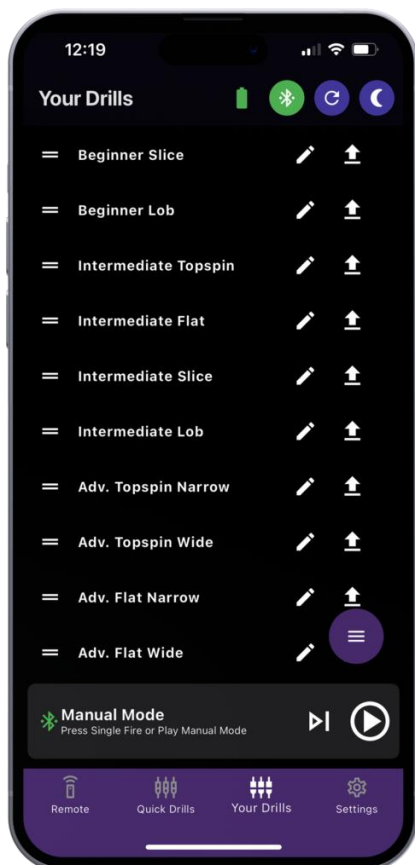 12:19
Your Drills
Beginner Slice
Beginner Lob
Intermediate Topspin
Intermediate Flat
Intermediate Slice
Intermediate Lob
Adv. Topspin Narrow
Adv. Topspin Wide
Adv. Flat Narrow
Adv. Flat Wide
Manual Mode
Press Single Fire or Play Manual Mode
Remote Quick Drills Your Drills Settings